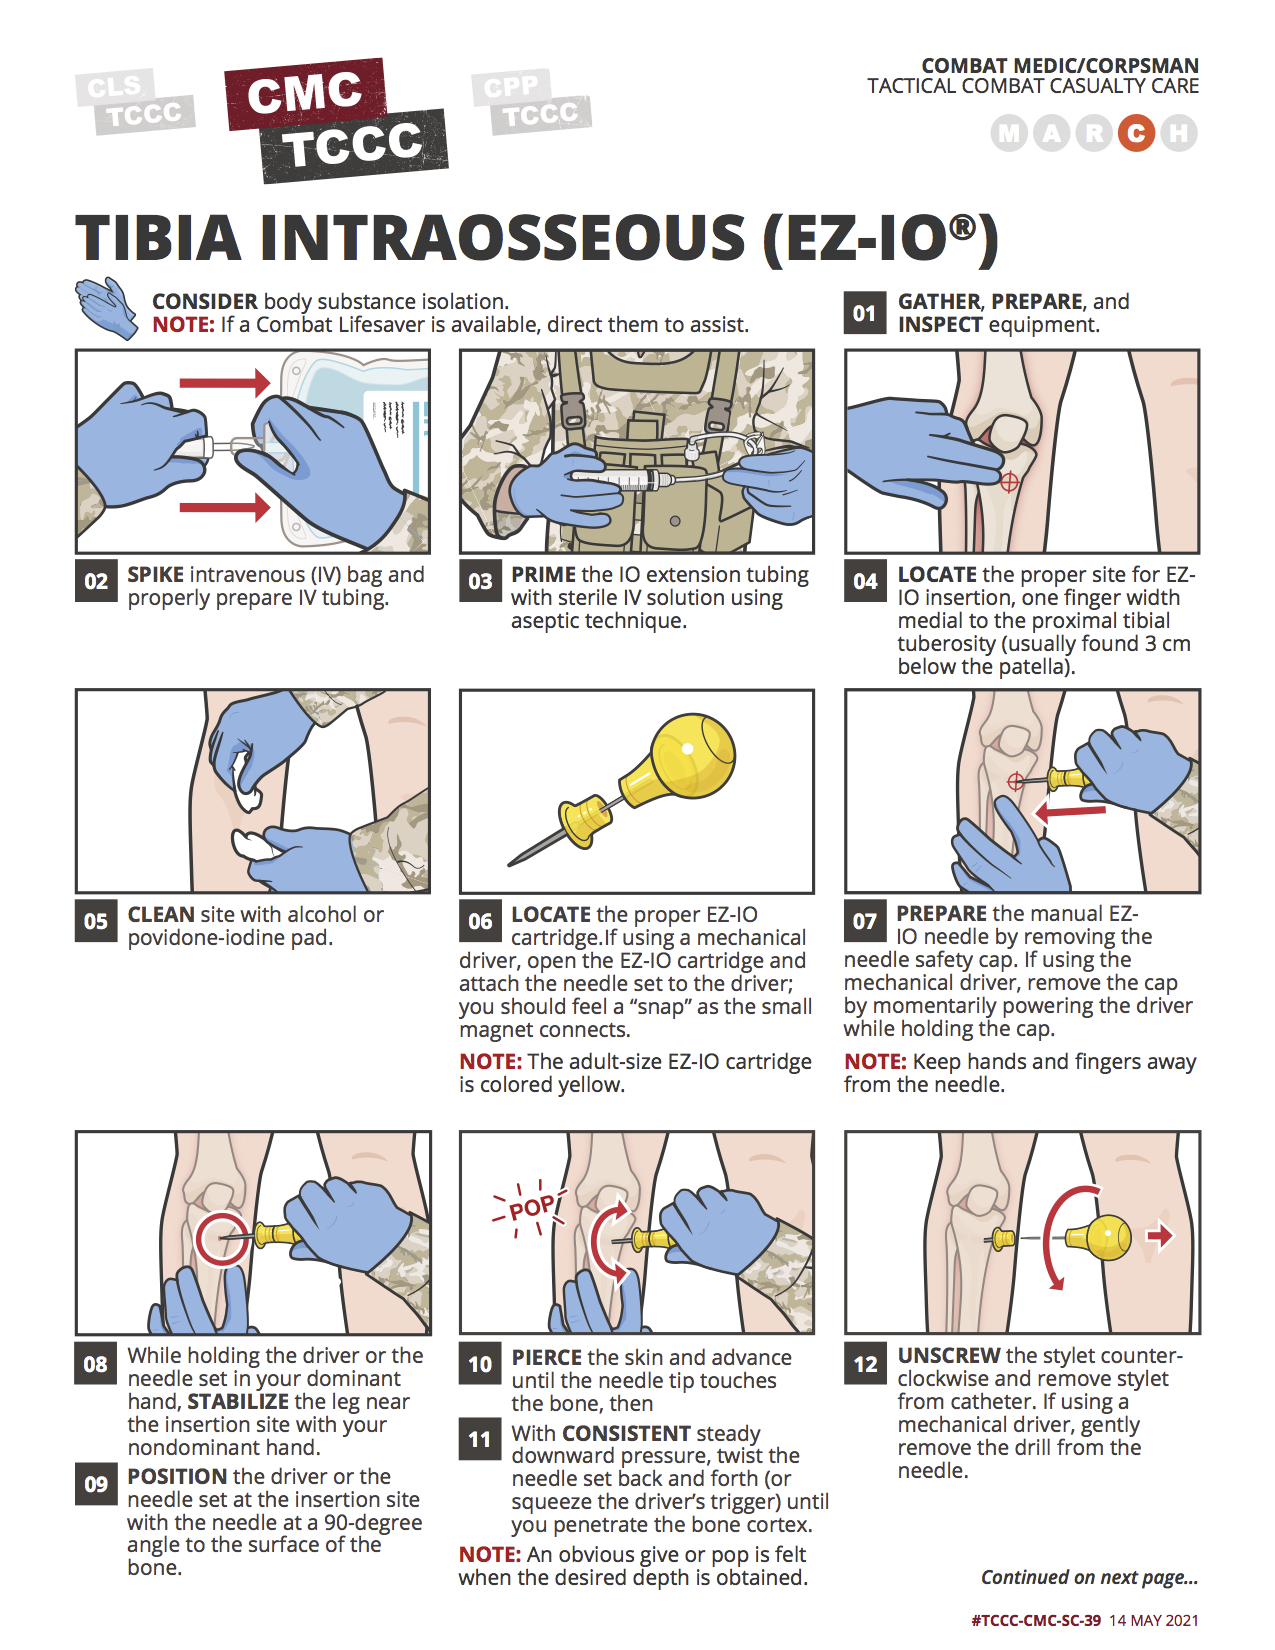 CLS
TCCC
CMC
TCCC
CPP
TCCC
COMBAT MEDIC/CORPSMAN
TACTICAL COMBAT CASUALTY CARE
M A R C H
TIBIA INTRAOSSEOUS (EZ-IO®)
CONSIDER body substance isolation.
NOTE: If a Combat Lifesaver is available, direct them to assist.
01 GATHER, PREPARE, and
INSPECT equipment.
02 SPIKE intravenous (IV) bag and
properly prepare IV tubing.
03 PRIME the IO extension tubing
with sterile IV solution using
aseptic technique.
04 LOCATE the proper site for EZ-
IO insertion, one finger width
medial to the proximal tibial
tuberosity (usually found 3 cm
below the patella).
05 CLEAN site with alcohol or
povidone-iodine pad.
06 LOCATE the proper EZ-IO
cartridge.If using a mechanical
driver, open the EZ-IO cartridge and
attach the needle set to the driver;
you should feel a “snap” as the small
magnet connects.
NOTE: The adult-size EZ-IO cartridge
is colored yellow.
07 PREPARE the manual EZ-
IO needle by removing the
needle safety cap. If using the
mechanical driver, remove the cap
by momentarily powering the driver
while holding the cap.
NOTE: Keep hands and fingers away
from the needle.
POP
08 While holding the driver or the
needle set in your dominant
hand, STABILIZE the leg near
the insertion site with your
nondominant hand.
09 POSITION the driver or the
needle set at the insertion site
with the needle at a 90-degree
angle to the surface of the
bone.
10 PIERCE the skin and advance
until the needle tip touches
the bone, then
11 With CONSISTENT steady
downward pressure, twist the
needle set back and forth (or
squeeze the driver’s trigger) until
you penetrate the bone cortex.
NOTE: An obvious give or pop is felt
when the desired depth is obtained.
12 UNSCREW the stylet counter-
clockwise and remove stylet
from catheter. If using a
mechanical driver, gently
remove the drill from the
needle.
Continued on next page...
#TCCC-CMC-SC-39 14 MAY 2021